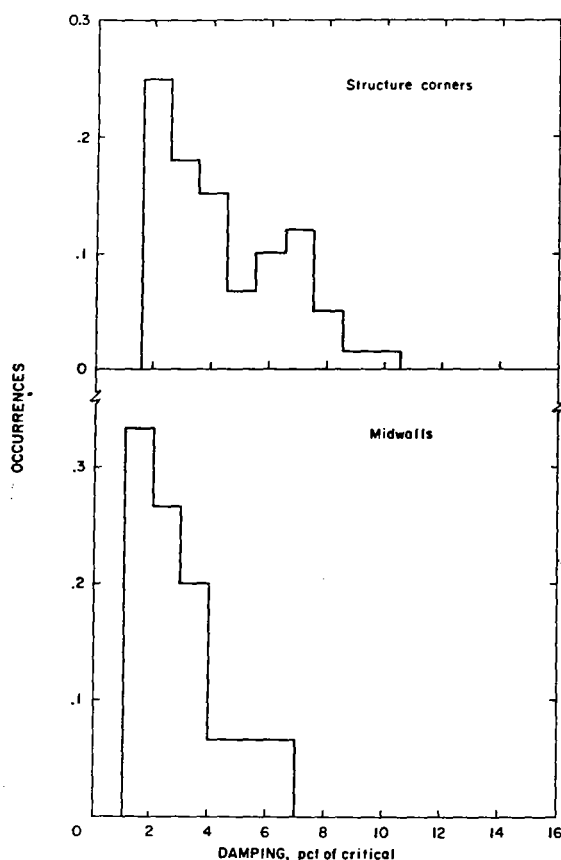 0.3
Structure corners
.2
.1
0
OCCURRENCES
Midwalls
.3
.2
.1
0 2 4 6 8 10 12 14 16
DAMPING, pct of critical